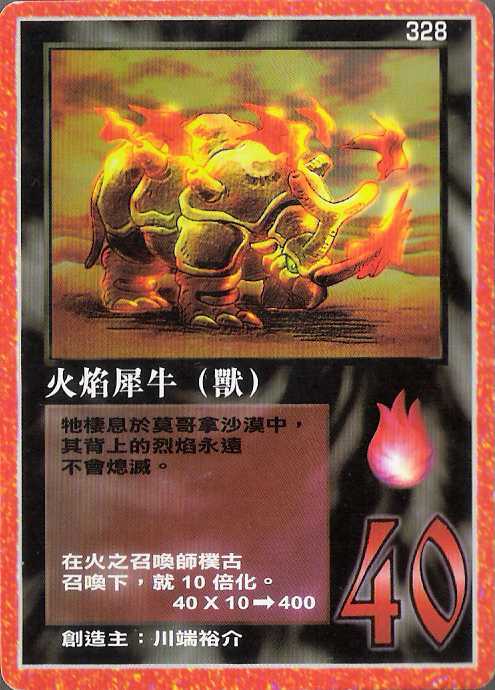 328
火焰犀牛（獸）
牠棲息於莫哥拿沙漠中，
其背上的烈焰永遠
不會熄滅。
在火之召喚師樸古
召喚下，就10倍化。
40 X 10➡400
40
創造主：川端裕介